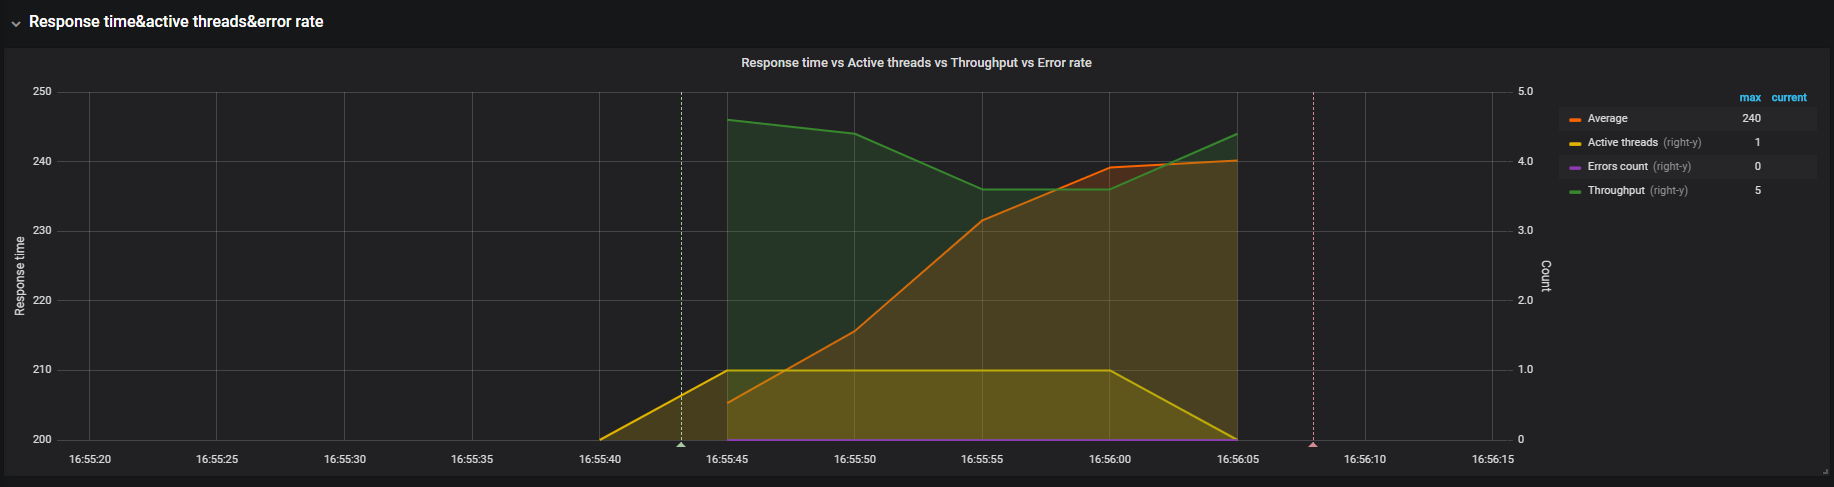 Response time&active threads&error rate
Response time vs Active threads vs Throughput vs Error rate
250
240
230
220
210
200
Response time
5.0
4.0
3.0
2.0
1.0
0
Count
16:55:20 16:55:25 16:55:30 16:55:35 16:55:40 16:55:45 16:55:50 16:55:55 16:56:00 16:56:05 16:56:10 16:56:15
max current
Average 240
Active threads (right-y) 1
Errors count (right-y) 0
Throughput (right-y) 5